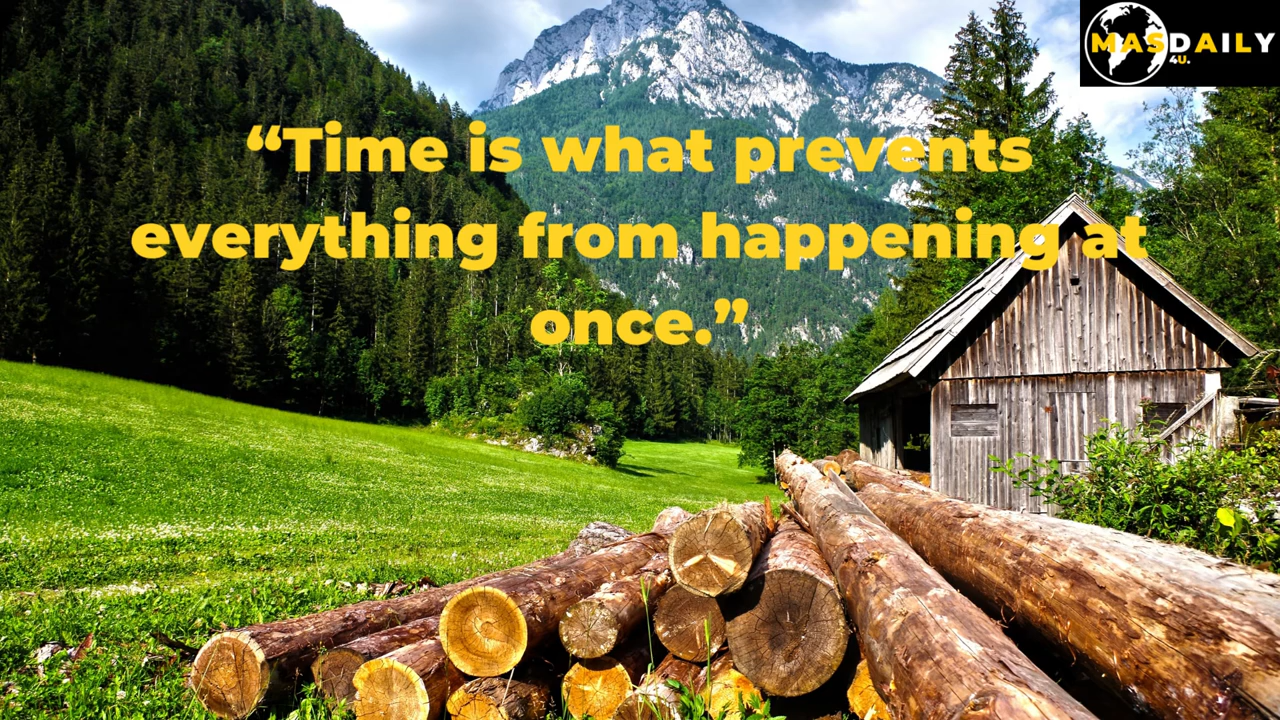 MASDAILY
4U.
“Time is what prevents
everything from happening at
once.”